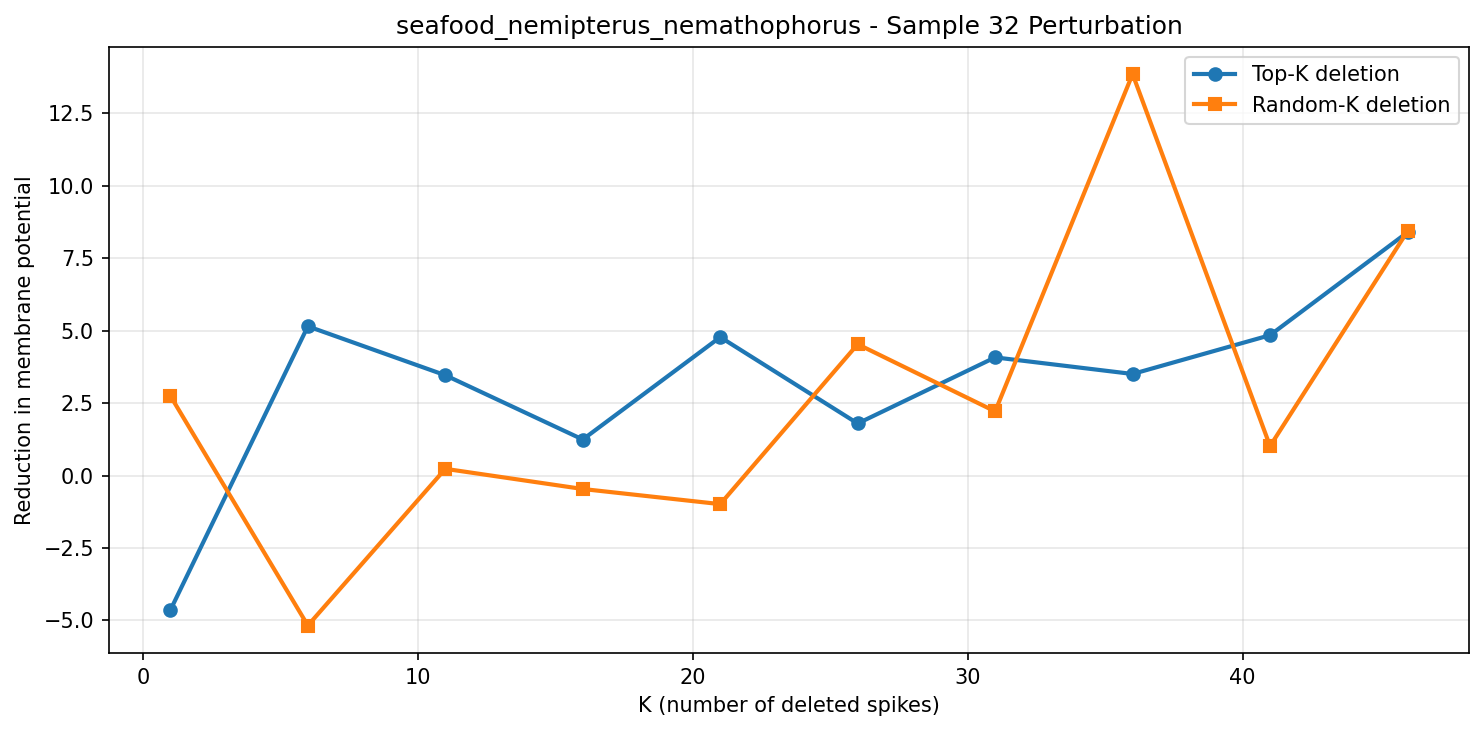 seafood_nemipterus_nemathophorus - Sample 32 Perturbation
Top-K deletion
Random-K deletion
Reduction in membrane potential
12.5
10.0
7.5
5.0
2.5
0.0
−2.5
−5.0
0
10
20
30
40
K (number of deleted spikes)